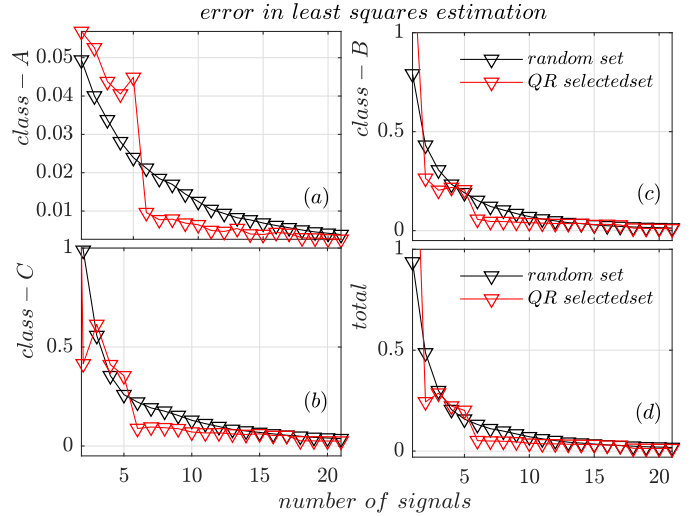 error in least squares estimation
class − A
0.05
0.04
0.03
0.02
0.01
(a)
class − B
1
0.5
0
random set
QR selectedset
(c)
class − C
1
0.5
0
5
10
15
20
(b)
total
1
0.5
0
5
10
15
20
random set
QR selectedset
(d)
number of signals